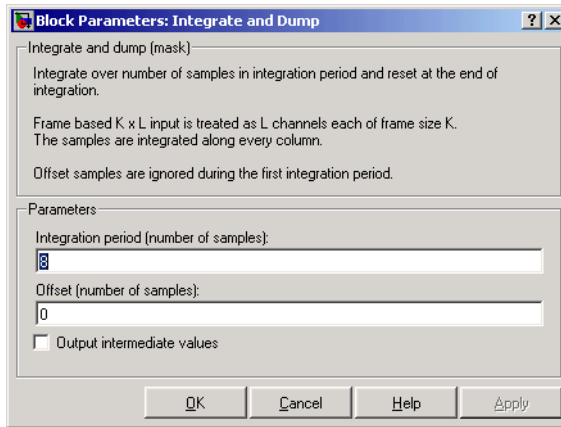 Block Parameters: Integrate and Dump
Integrate and dump (mask)
Integrate over number of samples in integration period and reset at the end of
integration.
Frame based K x L input is treated as L channels each of frame size K.
The samples are integrated along every column.
Offset samples are ignored during the first integration period.
Parameters
Integration period (number of samples):
8
Offset (number of samples):
0
Output intermediate values
OK
Cancel
Help
Apply